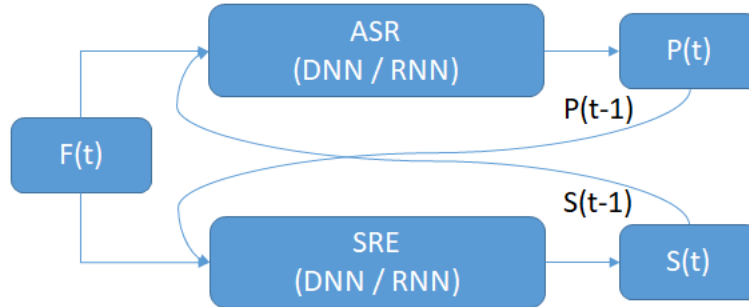 ASR
(DNN / RNN)
P(t)
P(t-1)
F(t)
S(t-1)
SRE
(DNN / RNN)
S(t)